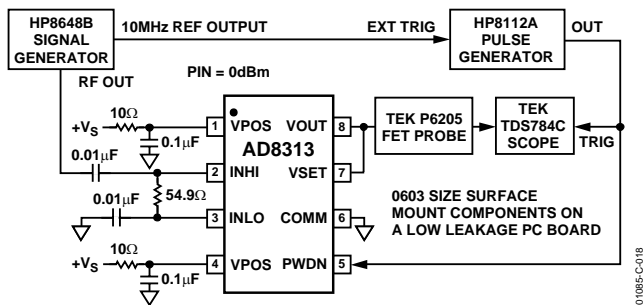 HP8648B
SIGNAL
GENERATOR
10MHz REF OUTPUT
EXT TRIG
HP8112A
PULSE
GENERATOR
OUT
RF OUT
PIN = 0dBm
10Ω
+VS
0.1μF
0.01μF
54.9Ω
0.01μF
10Ω
+VS
0.1μF
1 VPOS VOUT 8
AD8313
2 INHI VSET 7
3 INLO COMM 6
4 VPOS PWDN 5
TEK P6205
FET PROBE
TEK
TDS784C
SCOPE
TRIG
0603 SIZE SURFACE
MOUNT COMPONENTS ON
A LOW LEAKAGE PC BOARD
01085-C-018